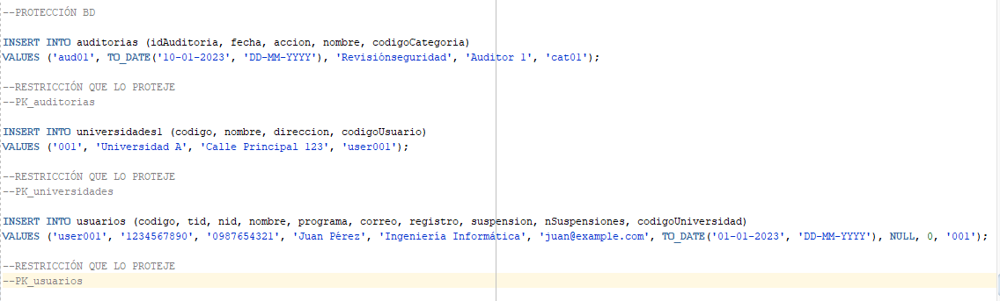 --PROTECCIÓN BD
INSERT INTO auditorias (idAuditoria, fecha, accion, nombre, codigoCategoria)
VALUES ('aud01', TO_DATE('10-01-2023', 'DD-MM-YYYY'), 'Revisiónseguridad', 'Auditor 1', 'cat01');
--RESTRICCIÓN QUE LO PROTEJE
--PK_auditorias
INSERT INTO universidades1 (codigo, nombre, direccion, codigoUsuario)
VALUES ('001', 'Universidad A', 'Calle Principal 123', 'user001');
--RESTRICCIÓN QUE LO PROTEJE
--PK_universidades
INSERT INTO usuarios (codigo, tid, nid, nombre, programa, correo, registro, suspension, nSuspensiones, codigoUniversidad)
VALUES ('user001', '1234567890', '0987654321', 'Juan Pérez', 'Ingeniería Informática', 'juan@example.com', TO_DATE('01-01-2023', 'DD-MM-YYYY'), NULL, 0, '001');
--RESTRICCIÓN QUE LO PROTEJE
--PK_usuarios